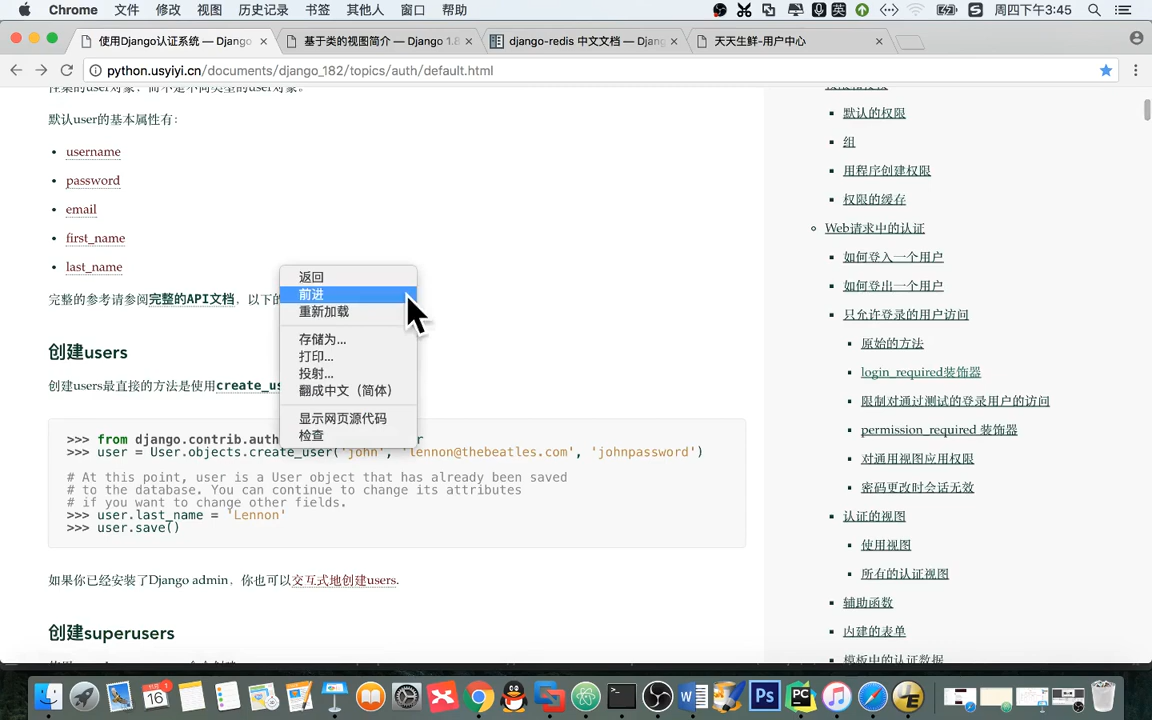 Chrome 文件 修改 视图 历史记录 书签 其他人 窗口 帮助 英 周四下午3:45
使用Django认证系统 — Django 基于类的视图简介 — Django 1.8 django-redis 中文文档 — Djan 天天生鲜-用户中心
python.usyiyi.cn/documents/django_182/topics/auth/default.html
默认user的基本属性有:
username
password
email
first_name
last_name
完整的参考请参阅完整的API文档, 以下的
创建users
创建users最直接的方法是使用create_us
>>> from django.contrib.auth
>>> user = User.objects.create_user('john', 'lennon@thebeatles.com', 'johnpassword')
# At this point, user is a User object that has already been saved
# to the database. You can continue to change its attributes
# if you want to change other fields.
>>> user.last_name = 'Lennon'
>>> user.save()
如果你已经安装了Django admin, 你也可以交互式地创建users.
创建superusers
返回
前进
重新加载
存储为...
打印...
投射...
翻成中文（简体）
显示网页源代码
检查
默认的权限
组
用程序创建权限
权限的缓存
Web请求中的认证
如何登入一个用户
如何登出一个用户
只允许登录的用户访问
原始的方法
login_required装饰器
限制对通过测试的登录用户的访问
permission_required 装饰器
对通用视图应用权限
密码更改时会话无效
认证的视图
使用视图
所有的认证视图
辅助函数
内建的表单
模板中的认证数据
16
1
W
Ps
PC